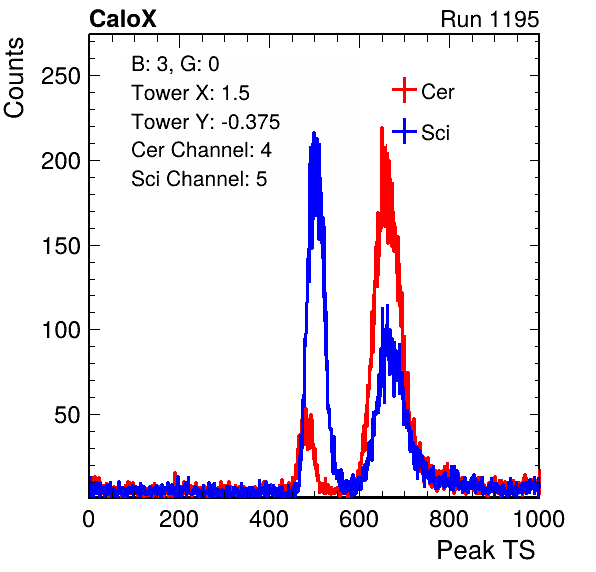 CaloX Run 1195
Counts
B: 3, G: 0
Tower X: 1.5
Tower Y: -0.375
Cer Channel: 4
Sci Channel: 5
Cer
Sci
250
200
150
100
50
0 200 400 600 800 1000
Peak TS